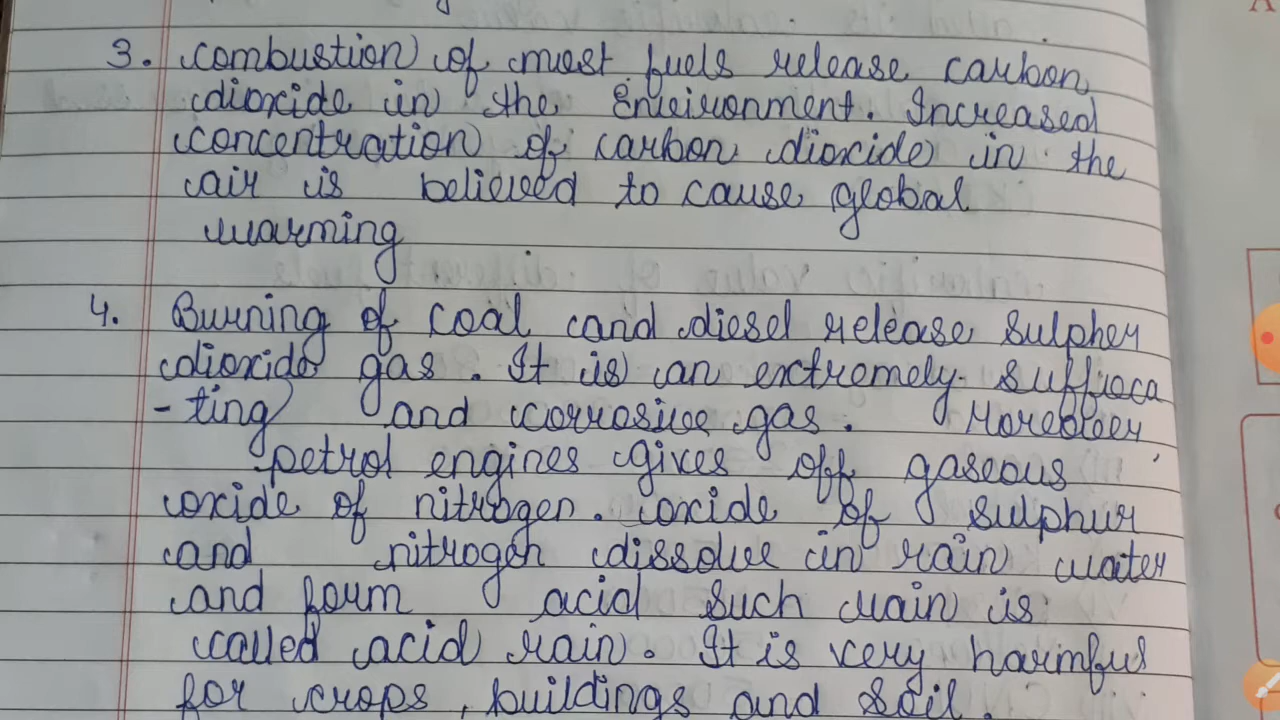 3. combustion of most fuels release carbon
dioxide in the Enveironment. Increased
concentration of carbon dioxide in the
air is believed to cause global
warming
4. Burning of coal and diesel release sulpher
dioxide gas. It is an extremely suffioca
-ting and corrosive gas. Moreover
petrol engines gives off gaseous
oxide of nitrogen. oxide of sulphur
and nitrogen dissolve in rain water
and form acid such rain is
called acid rain. It is very harmful
for crops, buildings and soil.